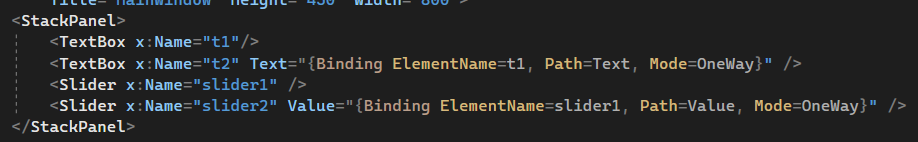 Title="MainWindow" Height="450" Width="800">
<StackPanel>
<TextBox x:Name="t1"/>
<TextBox x:Name="t2" Text="{Binding ElementName=t1, Path=Text, Mode=OneWay}" />
<Slider x:Name="slider1" />
<Slider x:Name="slider2" Value="{Binding ElementName=slider1, Path=Value, Mode=OneWay}" />
</StackPanel>